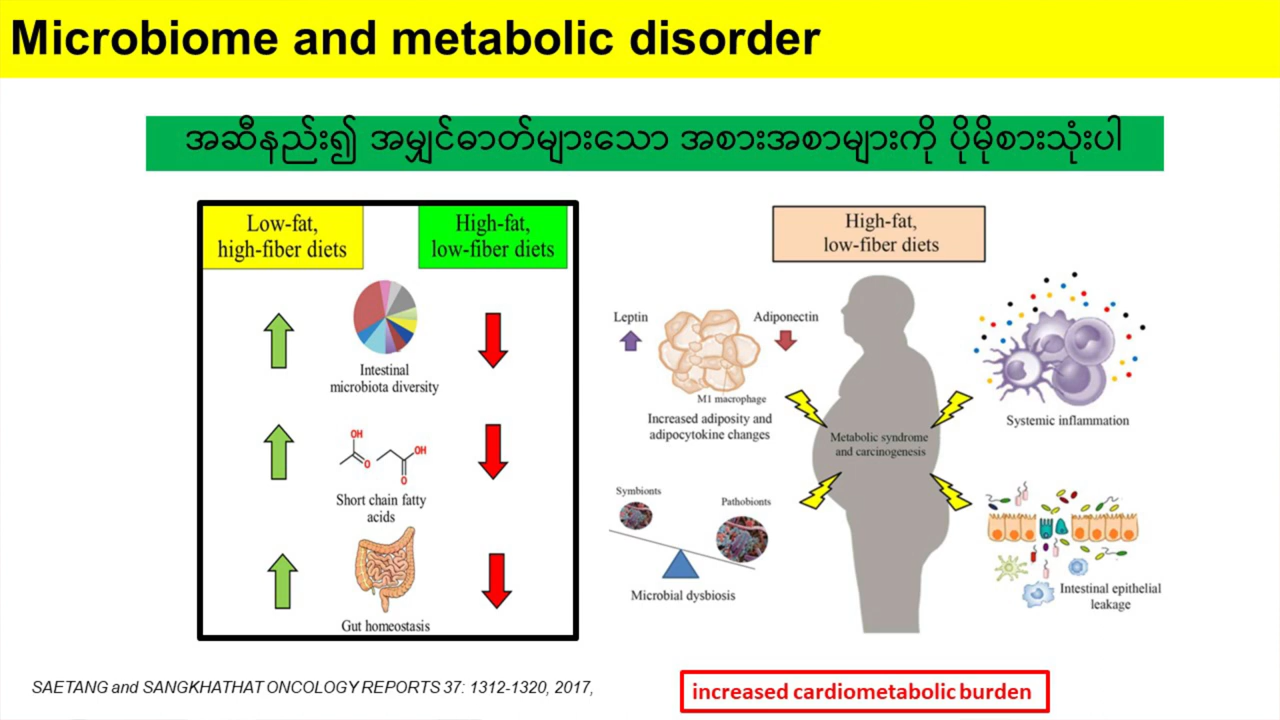 Microbiome and metabolic disorder
အဆီနည်း၍ အမျှင်ဓာတ်များသော အစားအစာများကို ပိုမိုစားသုံးပါ
Low-fat,
high-fiber diets
High-fat,
low-fiber diets
Intestinal
microbiota diversity
OH
O
OH
O
Short chain fatty
acids
Gut homeostasis
High-fat,
low-fiber diets
Leptin
Adiponectin
M1 macrophage
Increased adiposity and
adipocytokine changes
Systemic inflammation
Metabolic syndrome
and carcinogenesis
Symbionts
Pathobionts
Microbial dysbiosis
Intestinal epithelial
leakage
SAETANG and SANGKHATHAT ONCOLOGY REPORTS 37: 1312-1320, 2017,
increased cardiometabolic burden